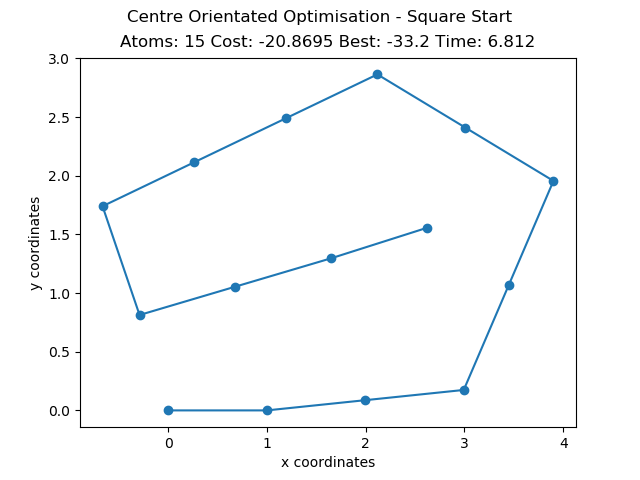 Centre Orientated Optimisation - Square Start
Atoms: 15 Cost: -20.8695 Best: -33.2 Time: 6.812
3.0
2.5
2.0
1.5
1.0
0.5
0.0
y coordinates
0 1 2 3 4
x coordinates